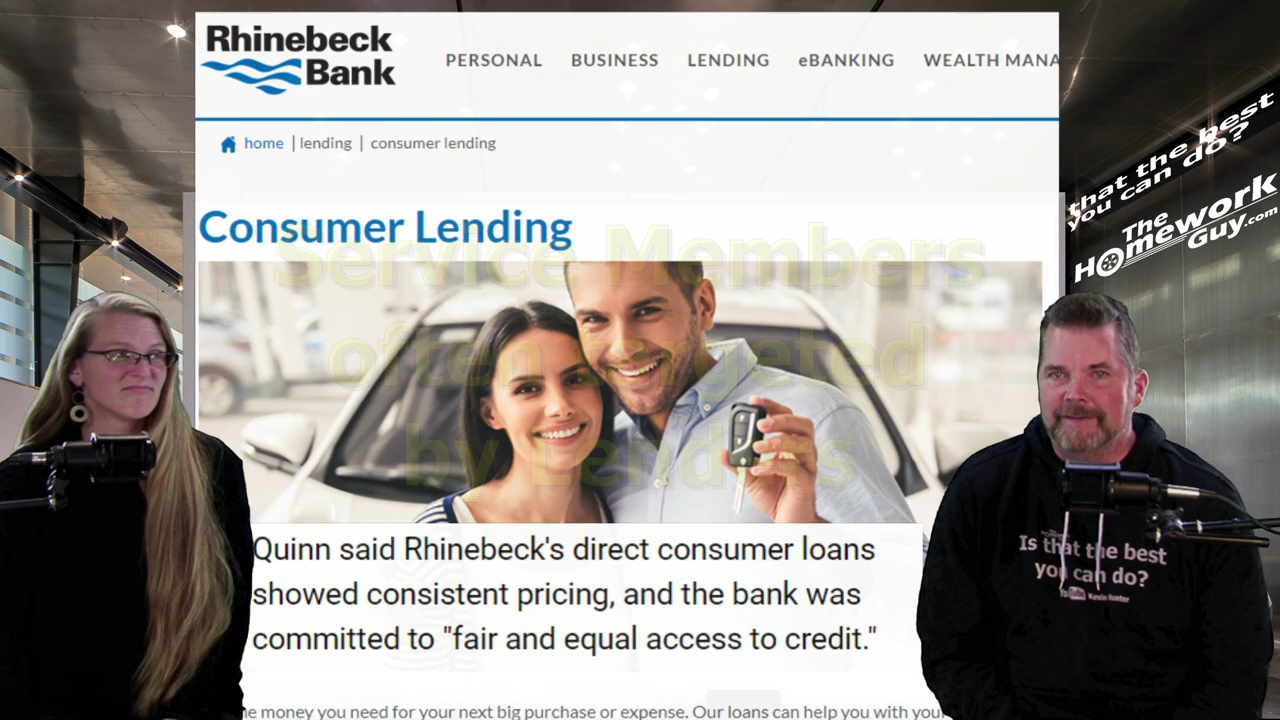 Rhinebeck
Bank
PERSONAL BUSINESS LENDING eBANKING WEALTH MANA
home | lending | consumer lending
Consumer Lending
Service Members
often targeted
by Lenders
Quinn said Rhinebeck's direct consumer loans
showed consistent pricing, and the bank was
committed to "fair and equal access to credit."
e money you need for your next big purchase or expense. Our loans can help you with your
that the best
you can do?
The
Homework
Guy.com
Is that the best
you can do?
YouTube Kevin Hunter